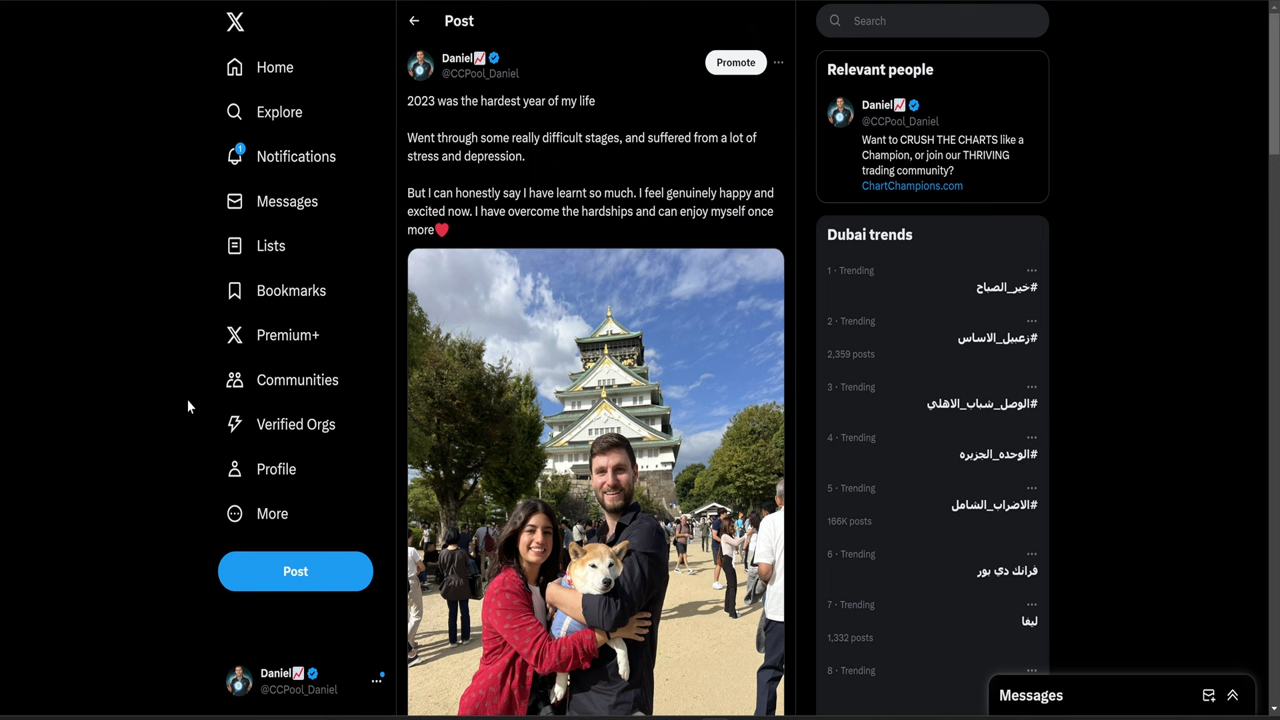 Home
Explore
1
Notifications
Messages
Lists
Bookmarks
Premium+
Communities
Verified Orgs
Profile
More
Post
Daniel📈
@CCPool_Daniel
Post
Daniel📈
@CCPool_Daniel
Promote
2023 was the hardest year of my life
Went through some really difficult stages, and suffered from a lot of
stress and depression.
But I can honestly say I have learnt so much. I feel genuinely happy and
excited now. I have overcome the hardships and can enjoy myself once
more❤️
Search
Relevant people
Daniel📈
@CCPool_Daniel
Want to CRUSH THE CHARTS like a
Champion, or join our THRIVING
trading community?
ChartChampions.com
Dubai trends
1 · Trending
#خير_الصباح
2 · Trending
#زعبيل_الاساس
2,359 posts
3 · Trending
#الوصل_شباب_الاهلي
4 · Trending
#الوحده_الجزيره
5 · Trending
#الاضراب_الشامل
166K posts
6 · Trending
فرانك دي بور
7 · Trending
ليفا
1,332 posts
8 · Trending
Messages